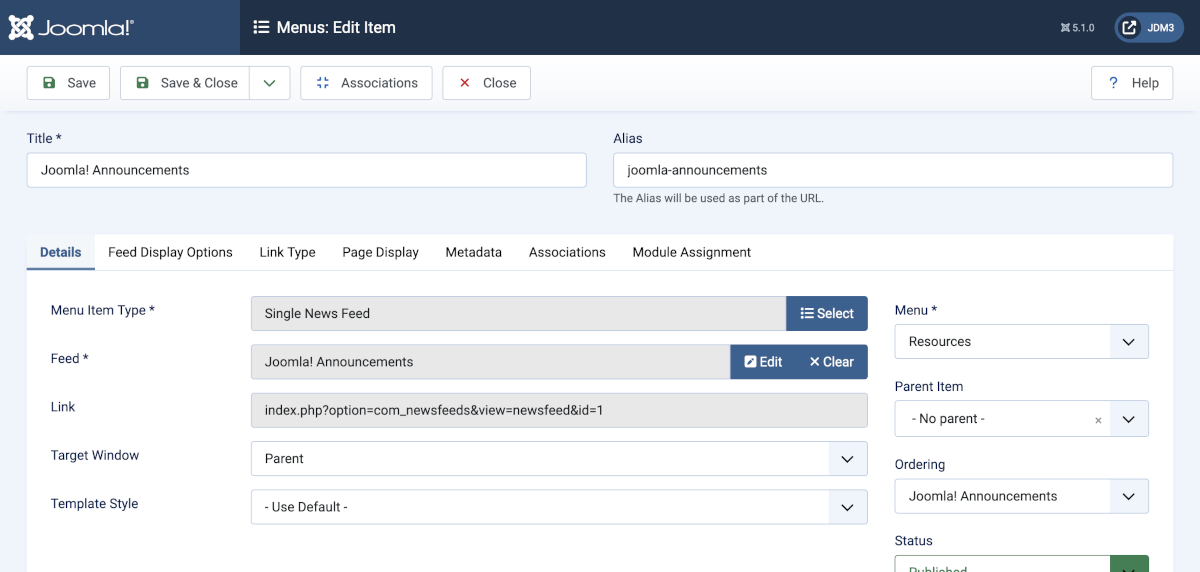 Joomla!®
Menus: Edit Item
5.1.0
JDM3
Save
Save & Close
Associations
Close
? Help
Title *
Alias
Joomla! Announcements
joomla-announcements
The Alias will be used as part of the URL.
Details
Feed Display Options
Link Type
Page Display
Metadata
Associations
Module Assignment
Menu Item Type *
Single News Feed
Select
Feed *
Joomla! Announcements
Edit
Clear
Link
index.php?option=com_newsfeeds&view=newsfeed&id=1
Target Window
Parent
Template Style
- Use Default -
Menu *
Resources
Parent Item
- No parent -
×
Ordering
Joomla! Announcements
Status
Published